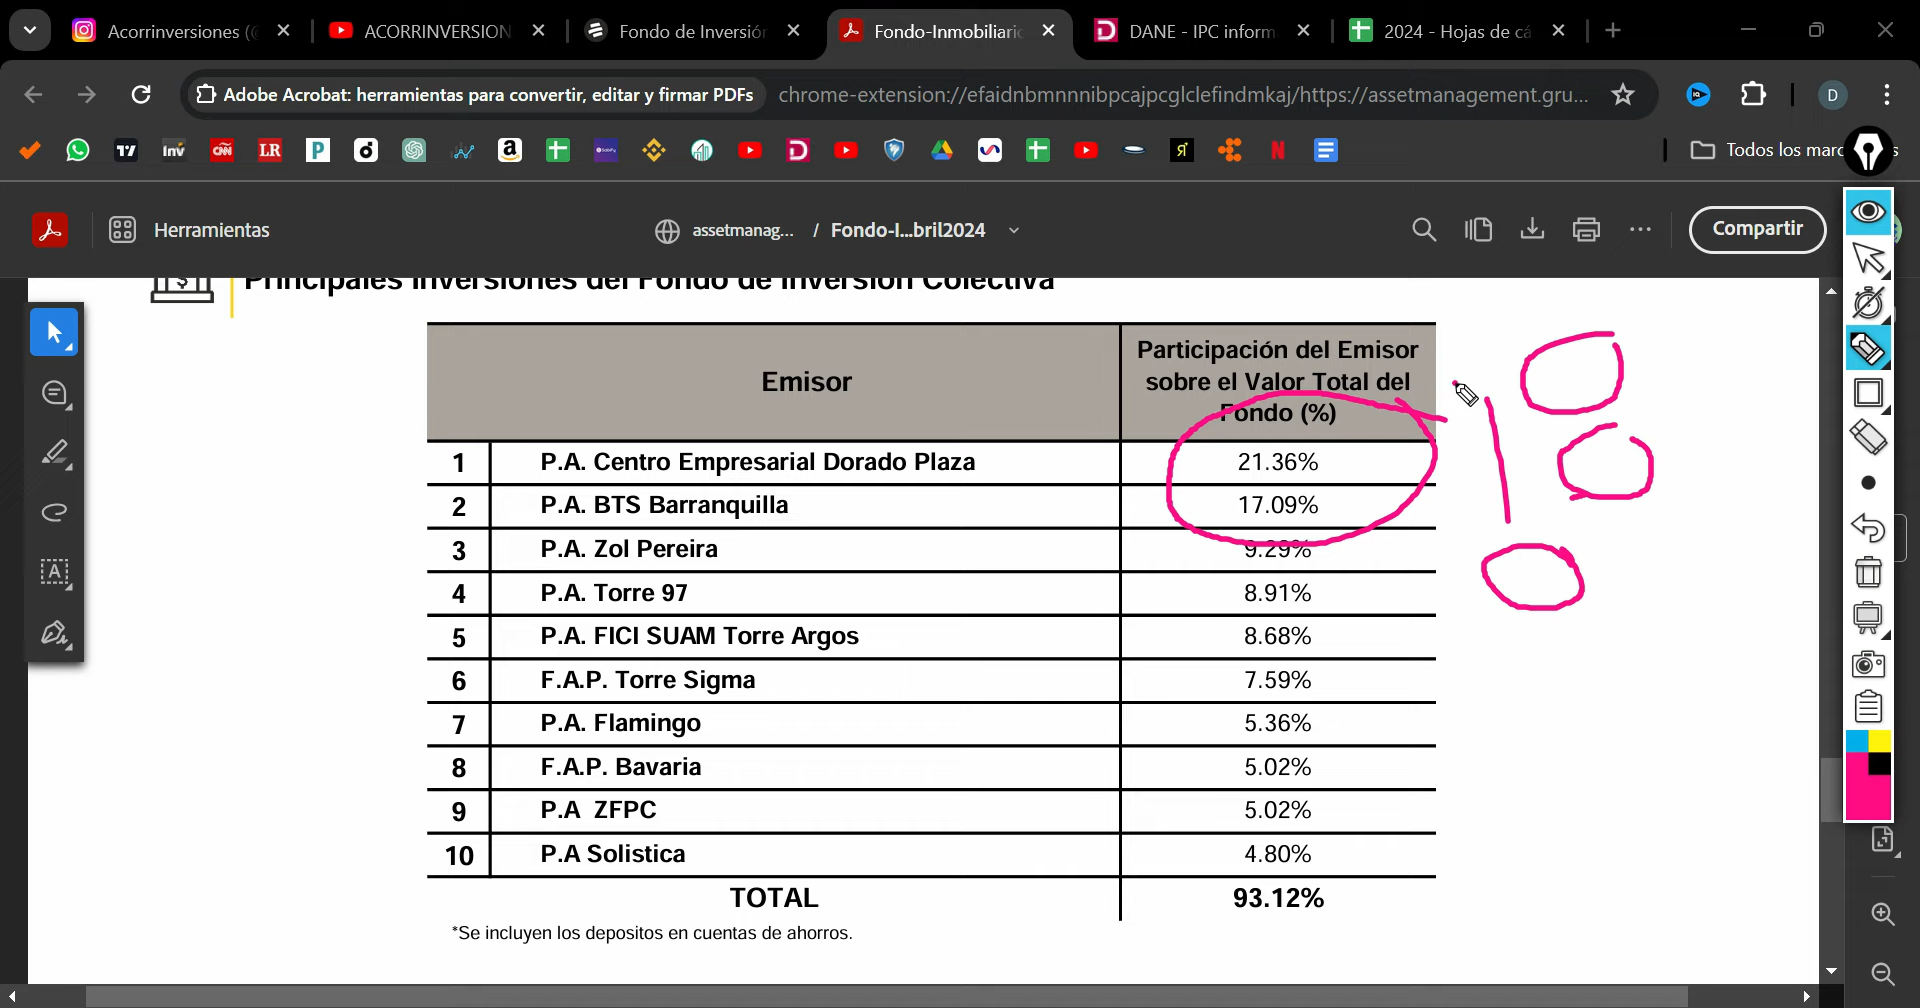 Acorrinversiones (
ACORRINVERSION
Fondo de Inversión
Fondo-Inmobiliari
DANE - IPC inform
2024 - Hojas de cá
Adobe Acrobat: herramientas para convertir, editar y firmar PDFs
chrome-extension://efaidnbmnnnibpcajpcglclefindmkaj/https://assetmanagement.gru...
D
Inv
CNN
LR
P
Todos los marc
s
Herramientas
assetmanag... / Fondo-I...bril2024
Compartir
Principales Inversiones del Fondo de Inversión Colectiva
Emisor
Participación del Emisor
sobre el Valor Total del
Fondo (%)
1 P.A. Centro Empresarial Dorado Plaza 21.36%
2 P.A. BTS Barranquilla 17.09%
3 P.A. Zol Pereira 9.29%
4 P.A. Torre 97 8.91%
5 P.A. FICI SUAM Torre Argos 8.68%
6 F.A.P. Torre Sigma 7.59%
7 P.A. Flamingo 5.36%
8 F.A.P. Bavaria 5.02%
9 P.A ZFPC 5.02%
10 P.A Solistica 4.80%
TOTAL 93.12%
*Se incluyen los depositos en cuentas de ahorros.